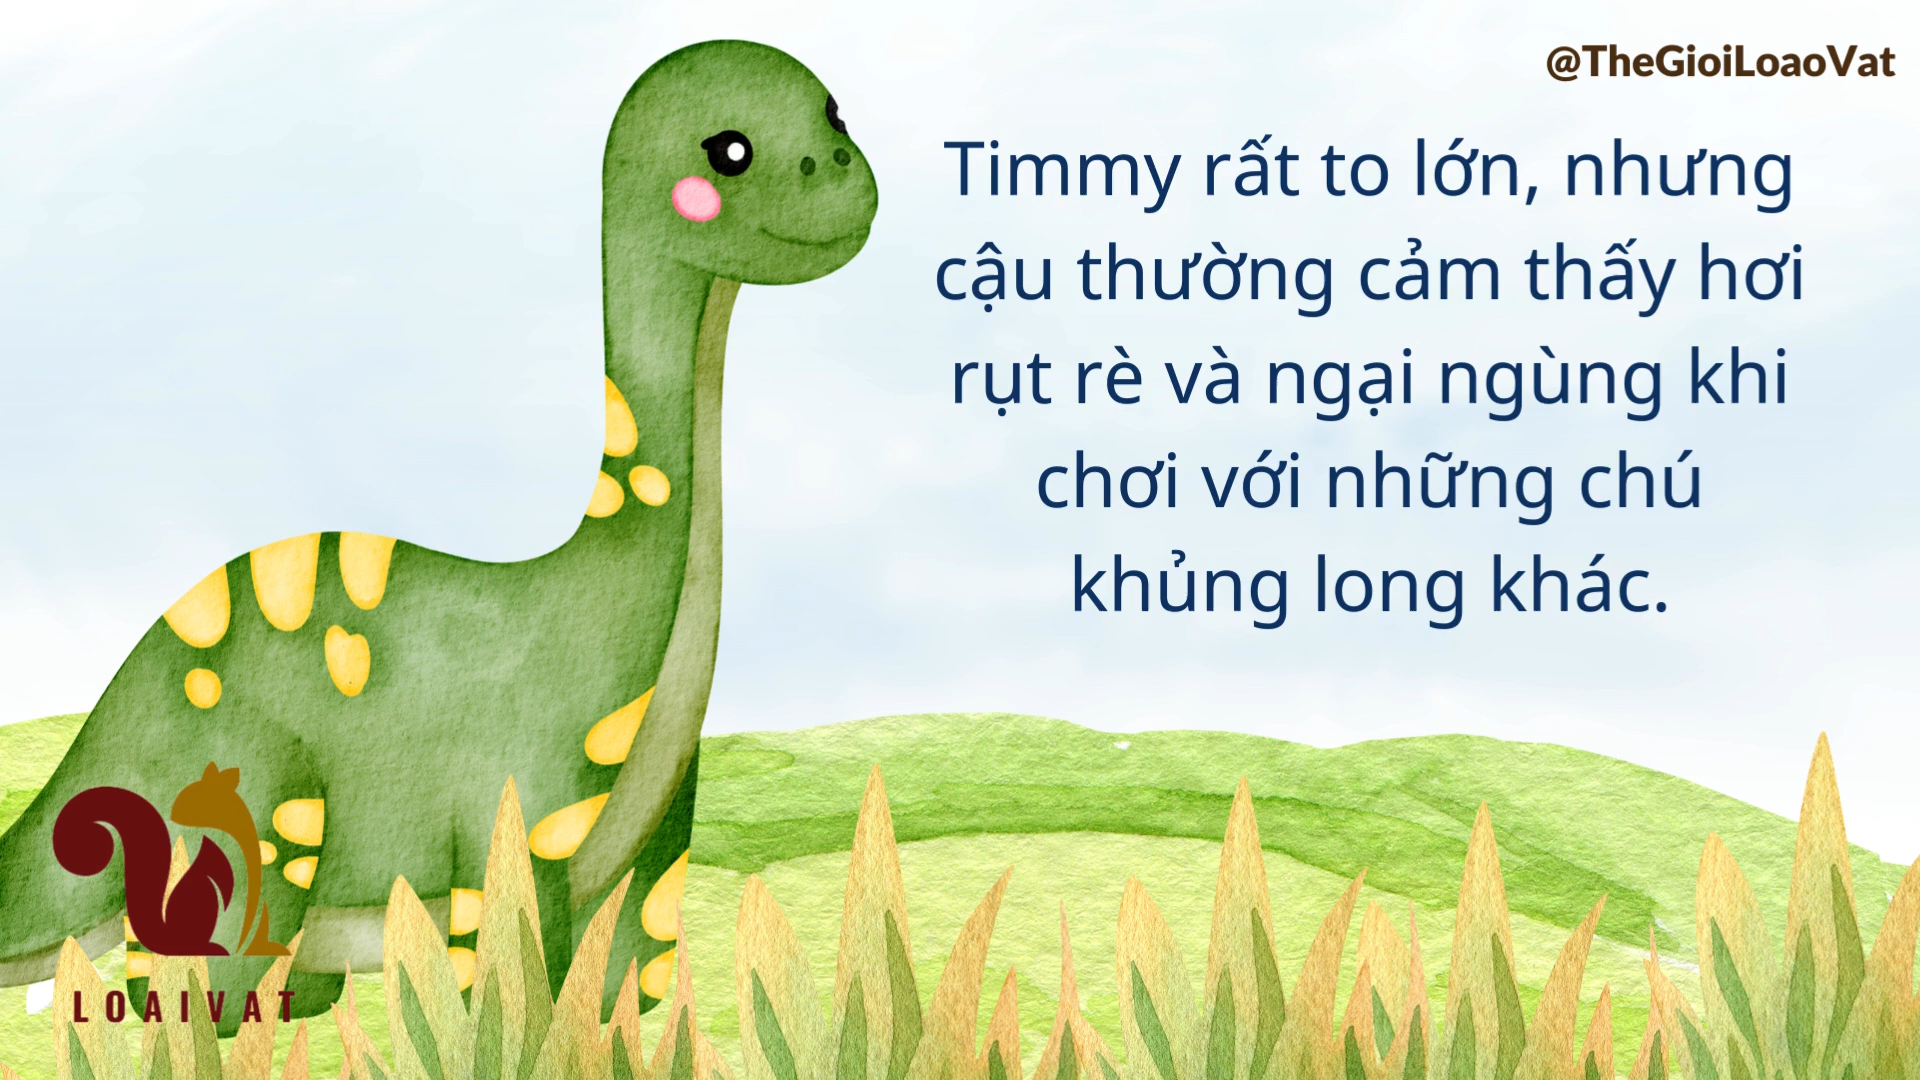 @TheGioiLoaoVat
Timmy rất to lớn, nhưng
cậu thường cảm thấy hơi
rụt rè và ngại ngùng khi
chơi với những chú
khủng long khác.
LOAIVAT